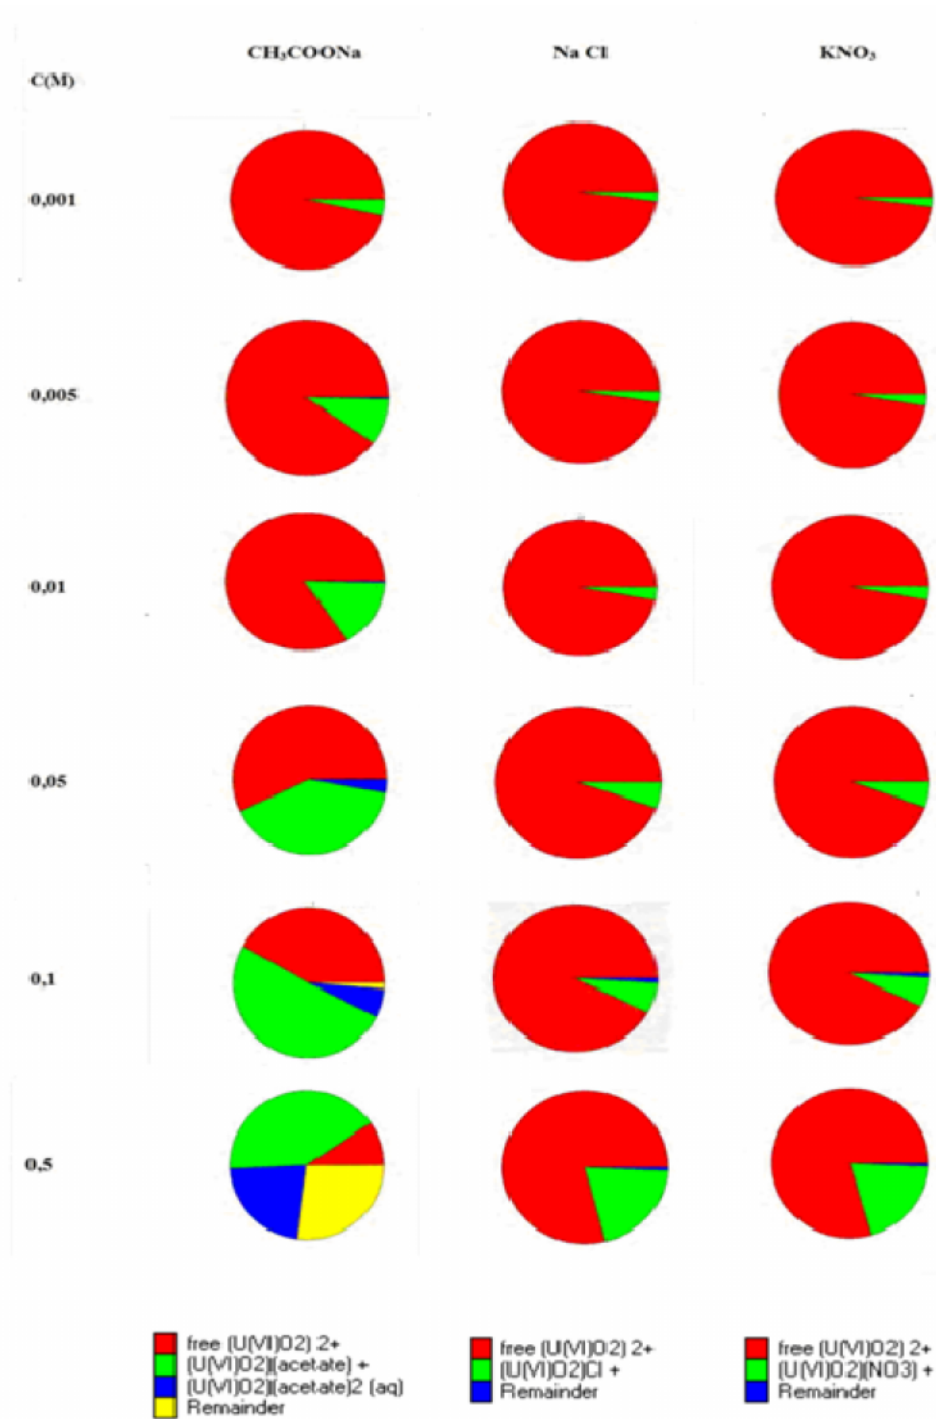 CH₃COONa Na Cl KNO₃
C(M)
0,001
0,005
0,01
0,05
0,1
0,5
free (U(VI)O2) 2+
(U(VI)O2)(acetate) +
(U(VI)O2)(acetate)2 (aq)
Remainder
free (U(VI)O2) 2+
(U(VI)O2)Cl +
Remainder
free (U(VI)O2) 2+
(U(VI)O2)(NO3) +
Remainder